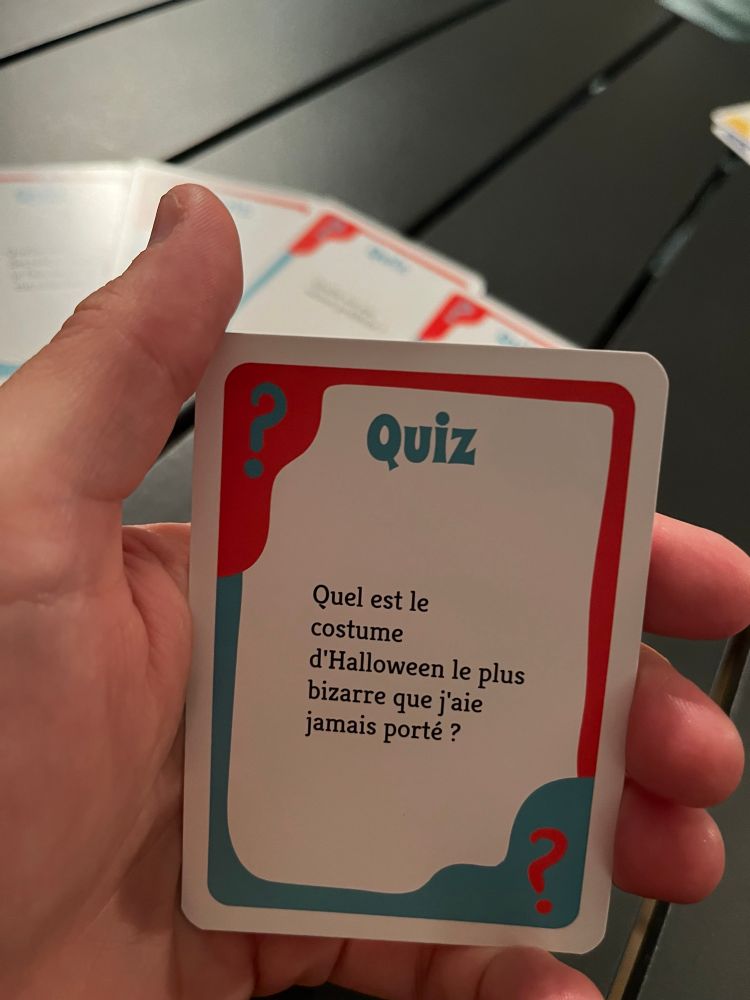 ?
Quiz
Quel est le
costume
d'Halloween le plus
bizarre que j'aie
jamais porté ?
?